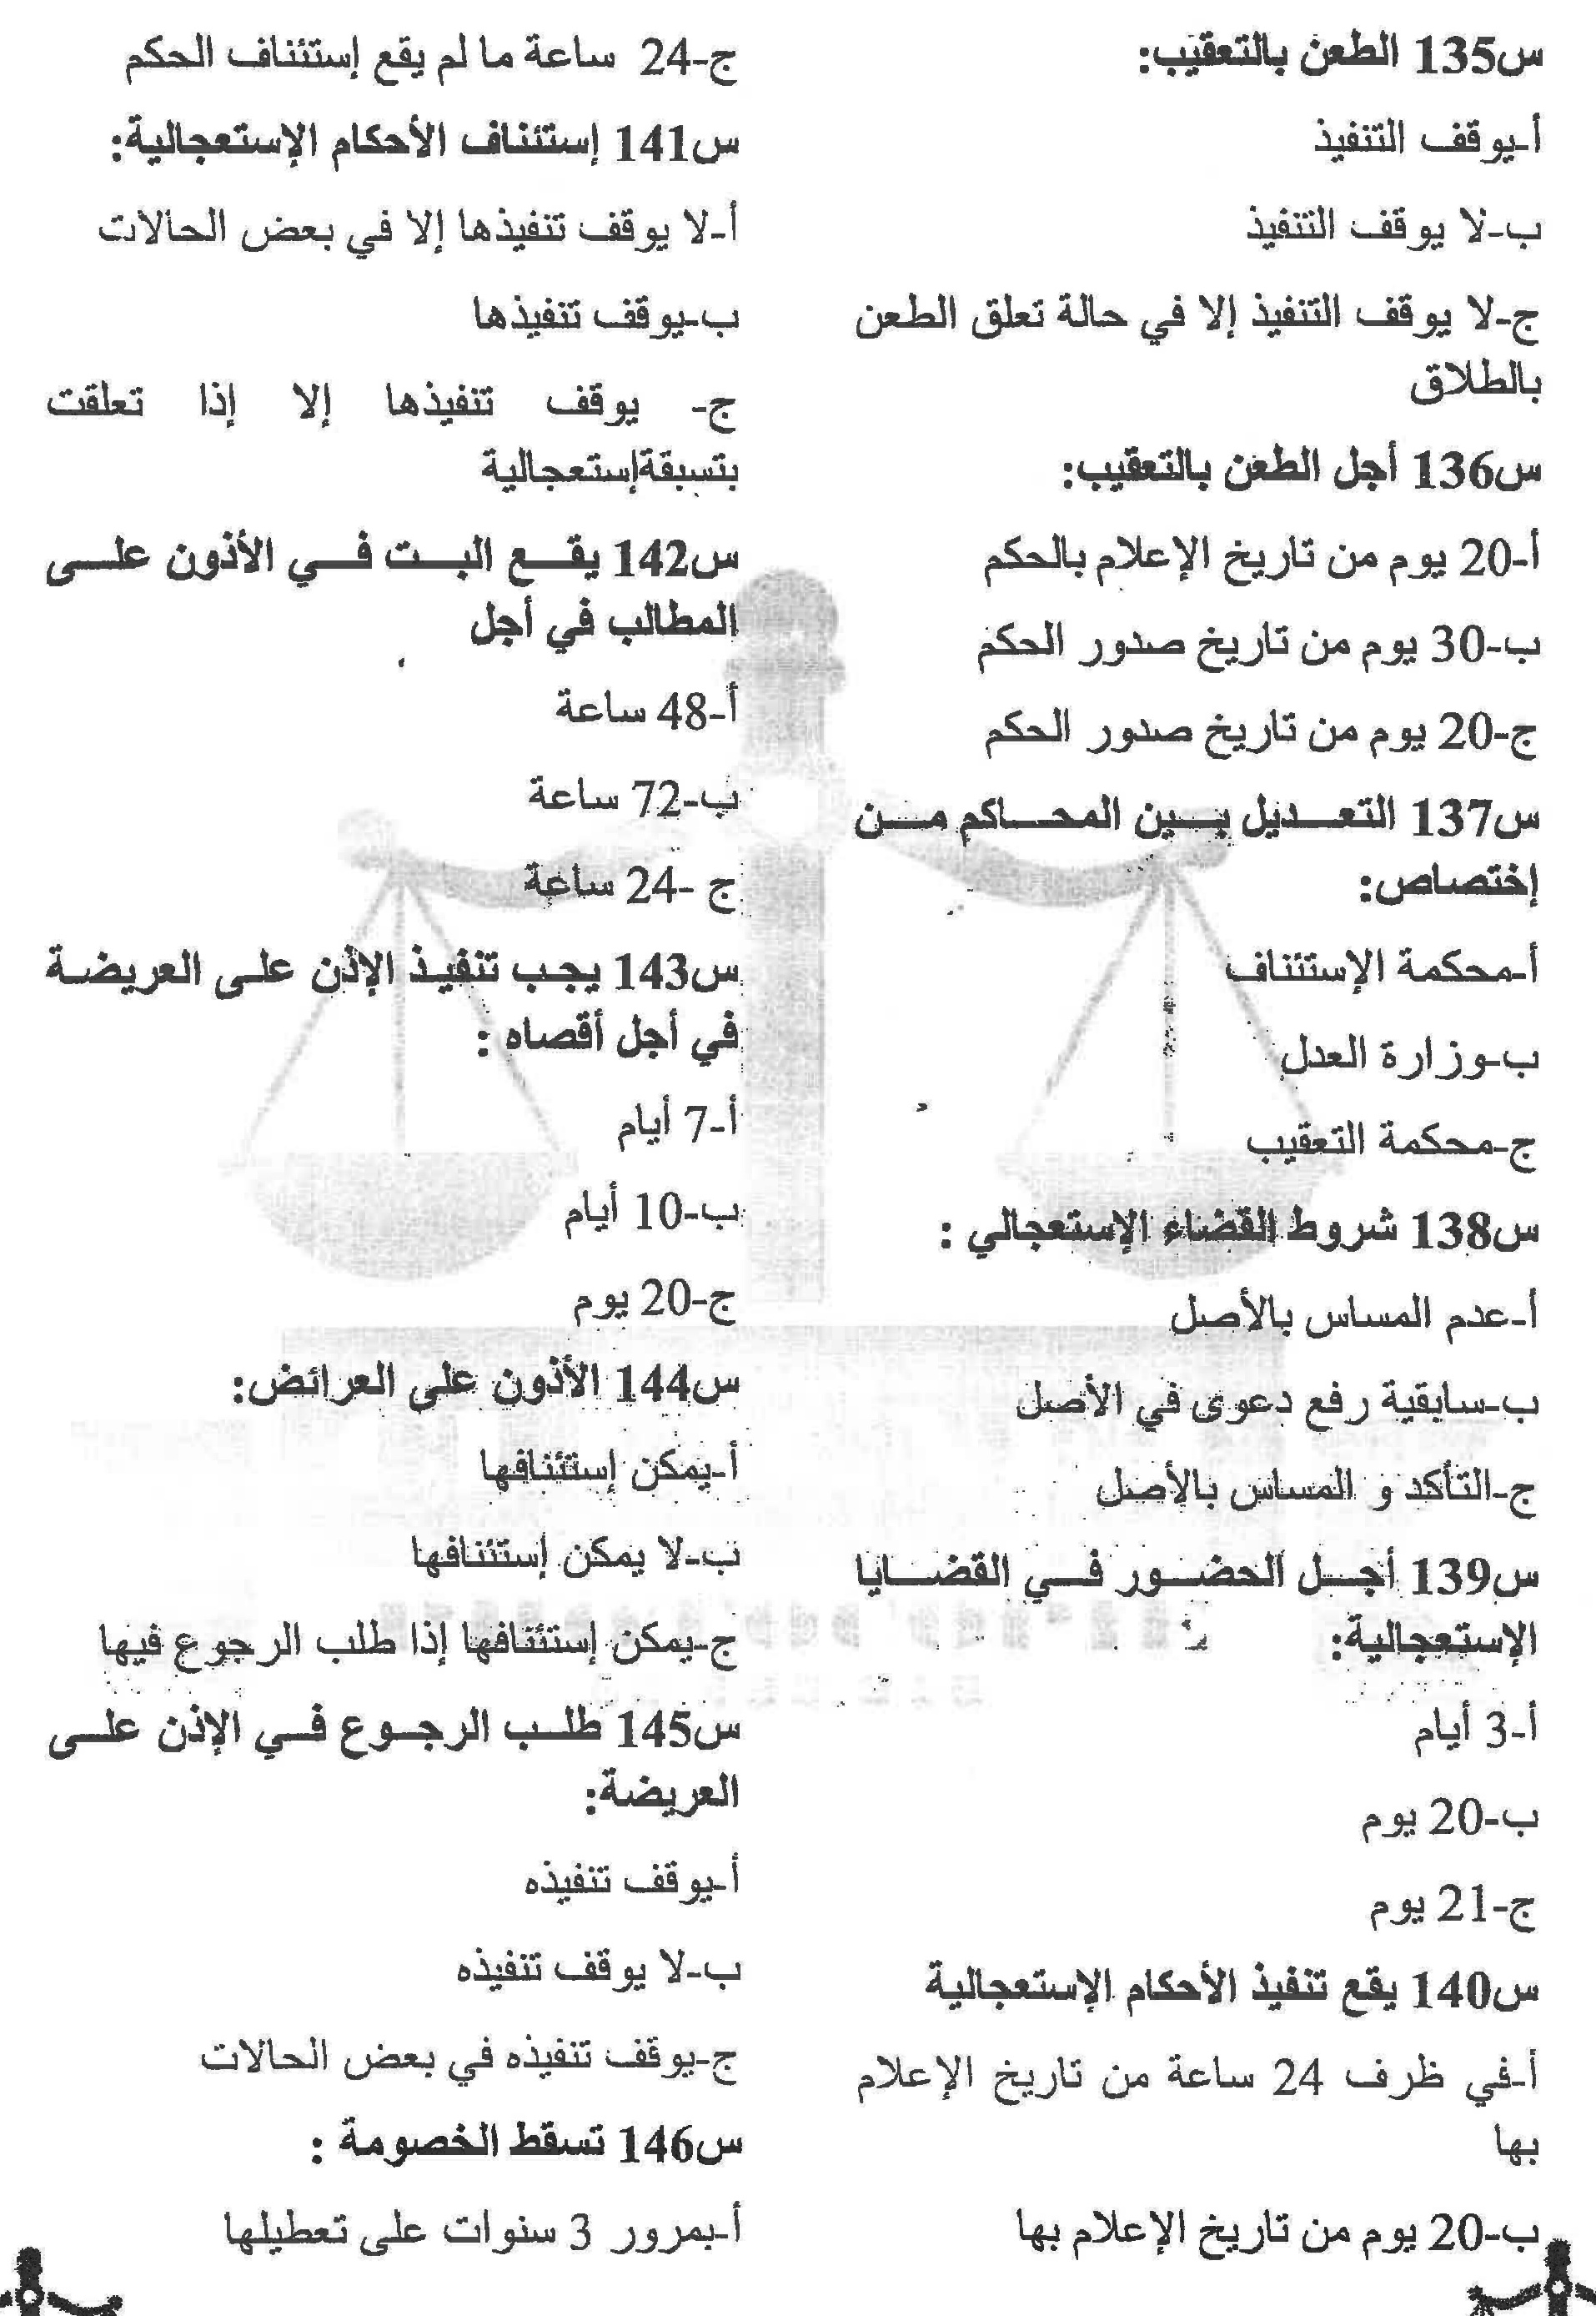 س135 الطعن بالتعقيب:
أ-يوقف التنفيذ
ب-لا يوقف التنفيذ
ج-لا يوقف التنفيذ إلا في حالة تعلق الطعن
بالطلاق
س136 أجل الطعن بالتعقيب:
أ-20 يوم من تاريخ الإعلام بالحكم
ب-30 يوم من تاريخ صدور الحكم
ج-20 يوم من تاريخ صدور الحكم
س137 التعديل بين المحاكم من
إختصاص:
أ-محكمة الإستئناف
ب-وزارة العدل
ج-محكمة التعقيب
س138 شروط القضاء الإستعجالي :
أ-عدم المساس بالأصل
ب-سابقية رفع دعوى في الأصل
ج-التأكد و المساس بالأصل
س139 أجل الحضور في القضايا
الإستعجالية:
أ-3 أيام
ب-20 يوم
ج-21 يوم
س140 يقع تنفيذ الأحكام الإستعجالية
أ-في ظرف 24 ساعة من تاريخ الإعلام
بها
ب-20 يوم من تاريخ الإعلام بها
ج-24 ساعة ما لم يقع إستئناف الحكم
س141 إستئناف الأحكام الإستعجالية:
أ-لا يوقف تنفيذها إلا في بعض الحالات
ب-يوقف تنفيذها
ج- يوقف تنفيذها إلا إذا تعلقت
بتسبقةإستعجالية
س142 يقع البت في الأذون على
المطالب في أجل
أ-48 ساعة
ب-72 ساعة
ج -24 ساعة
س143 يجب تنفيذ الإذن على العريضة
في أجل أقصاه :
أ-7 أيام
ب-10 أيام
ج-20 يوم
س144 الأذون على العرائض:
أ-يمكن إستئنافها
ب-لا يمكن إستئنافها
ج-يمكن إستئنافها إذا طلب الرجوع فيها
س145 طلب الرجوع في الإذن على
العريضة:
أ-يوقف تنفيذه
ب-لا يوقف تنفيذه
ج-يوقف تنفيذه في بعض الحالات
س146 تسقط الخصومة :
أ-بمرور 3 سنوات على تعطيلها